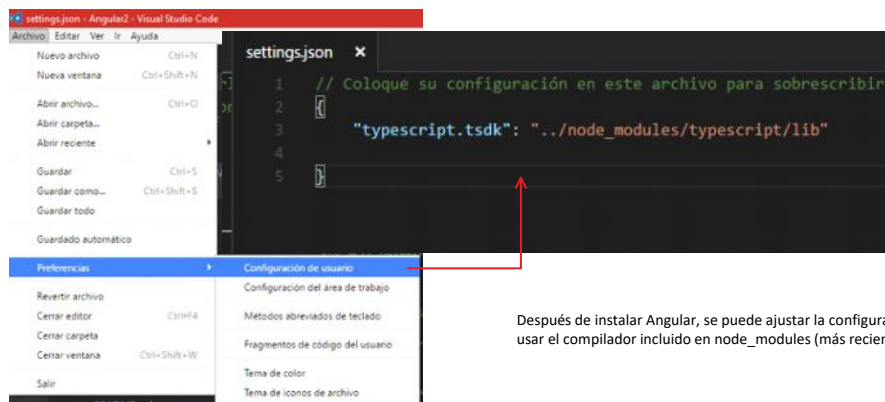 settings.json - Angular2 - Visual Studio Code
Archivo Editar Ver Ir Ayuda
Nuevo archivo Ctrl+N
Nueva ventana Ctrl+Shift+N
Abrir archivo... Ctrl+O
Abrir carpeta...
Abrir reciente
Guardar Ctrl+S
Guardar como... Ctrl+Shift+S
Guardar todo
Guardado automático
Preferencias
Revertir archivo
Cerrar editor Ctrl+F4
Cerrar carpeta
Cerrar ventana Ctrl+Shift+W
Salir
Configuración de usuario
Configuración del área de trabajo
Métodos abreviados de teclado
Fragmentos de código del usuario
Tema de color
Tema de iconos de archivo
settings.json ×
1 // Coloque su configuración en este archivo para sobrescribir
2 {
3 "typescript.tsdk": "../node_modules/typescript/lib"
4
5 }
Después de instalar Angular, se puede ajustar la configura
usar el compilador incluido en node_modules (más recien